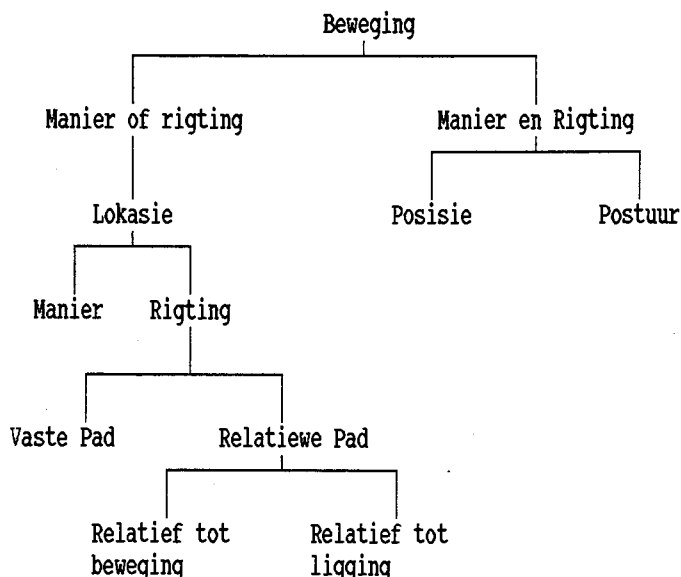 Beweging
Manier of rigting Manier en Rigting
Lokasie Posisie Postuur
Manier Rigting
Vaste Pad Relatiewe Pad
Relatief tot Relatief tot
beweging ligging